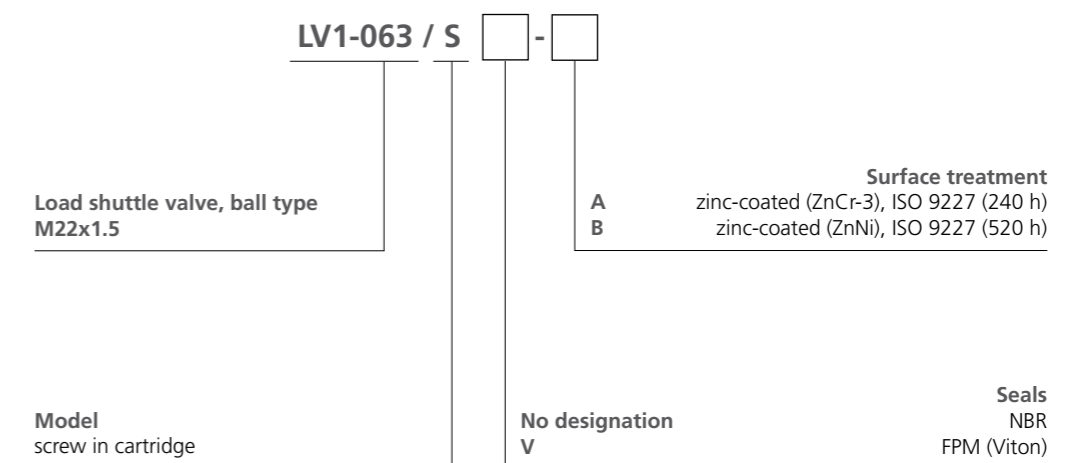 LV1-063 / S -
Surface treatment
Load shuttle valve, ball type
A zinc-coated (ZnCr-3), ISO 9227 (240 h)
M22x1.5
B zinc-coated (ZnNi), ISO 9227 (520 h)
Seals
Model
No designation NBR
screw in cartridge
V FPM (Viton)